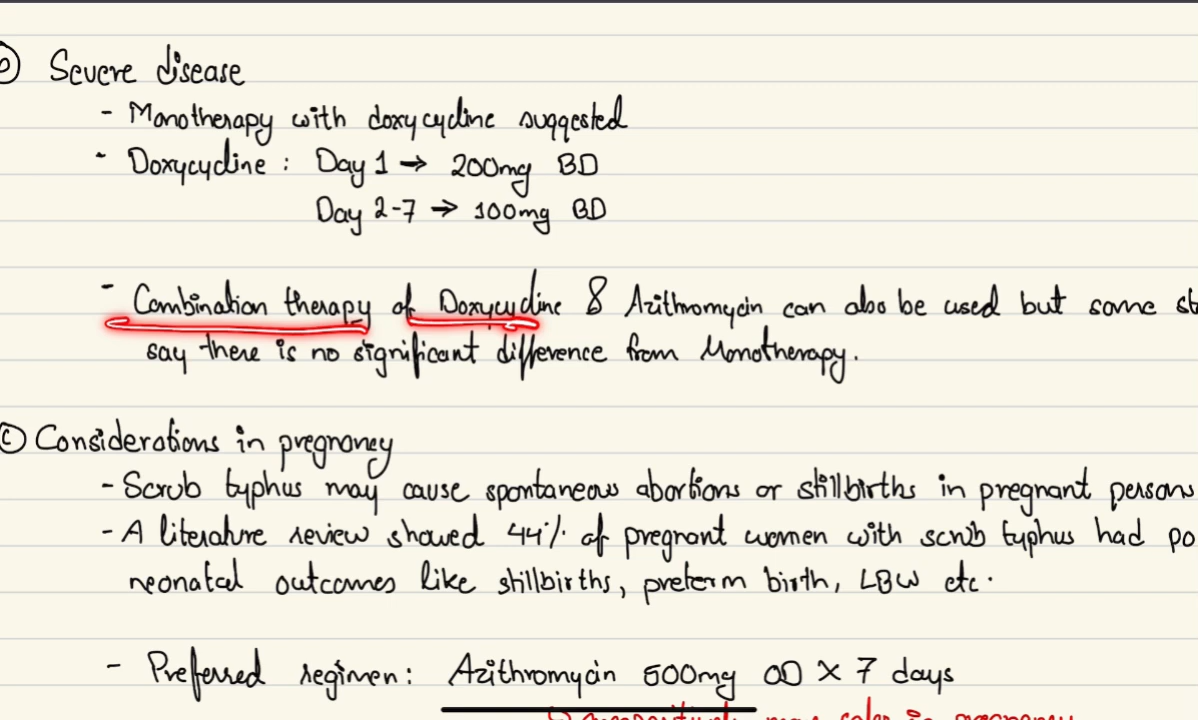 Severe disease
- Monotherapy with doxycycline suggested
- Doxycycline : Day 1 → 200mg BD
Day 2-7 → 100mg BD
- Combination therapy of Doxycycline & Azithromycin can also be used but some
say there is no significant difference from Monotherapy.
© Considerations in pregnancy
- Scrub typhus may cause spontaneous abortions or stillbirths in pregnant persons
- A literature review showed 44% of pregnant women with scrub typhus had po
neonatal outcomes like stillbirths, preterm birth, LBW etc.
- Preferred regimen: Azithromycin 500mg OD X 7 days